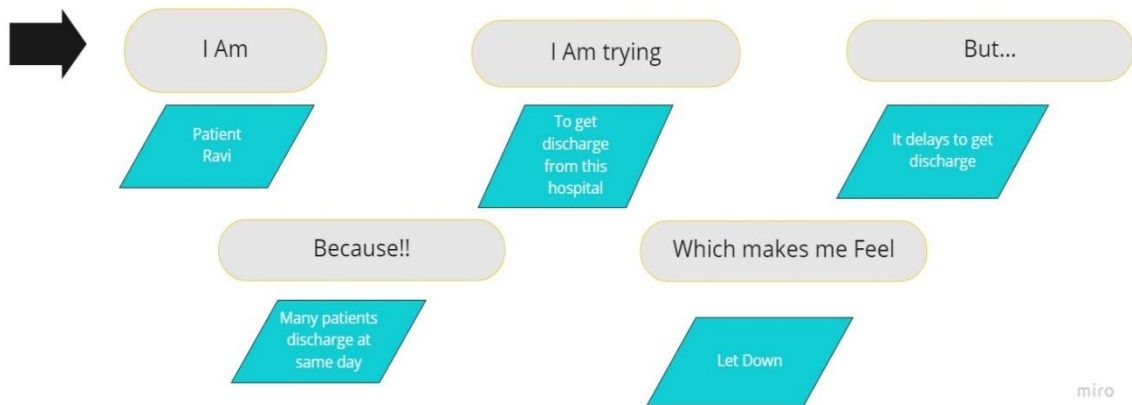 I Am
I Am trying
But...
Patient
Ravi
To get
discharge
from this
hospital
It delays to get
discharge
Because!!
Which makes me Feel
Many patients
discharge at
same day
Let Down
miro